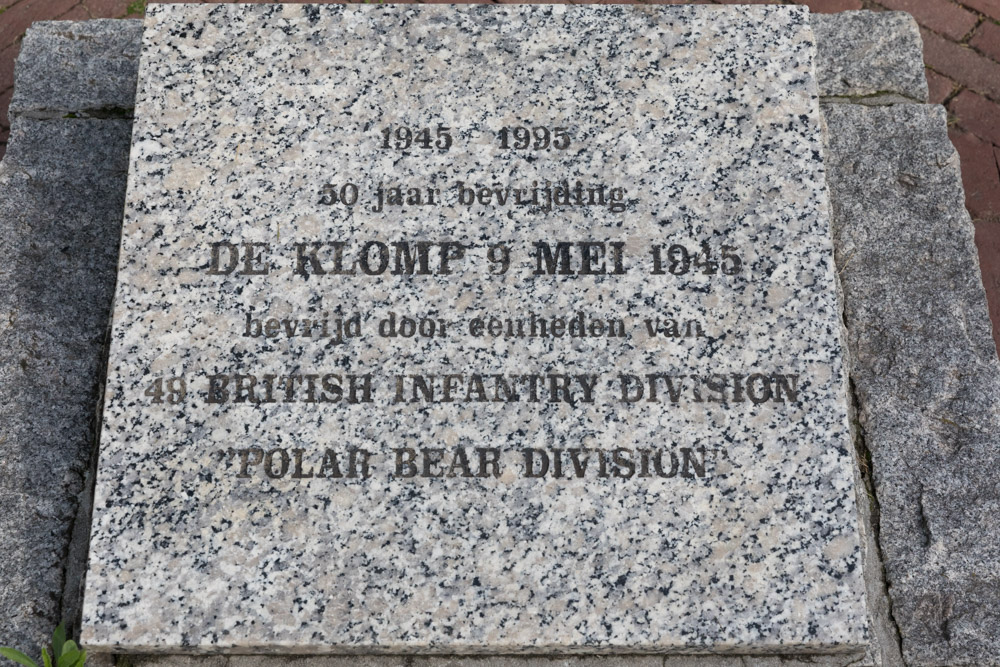 1945 1995
50 jaar bevrijding
DE KLOMP 9 MEI 1945
bevrijd door eenheden van
49 BRITISH INFANTRY DIVISION
"POLAR BEAR DIVISION"